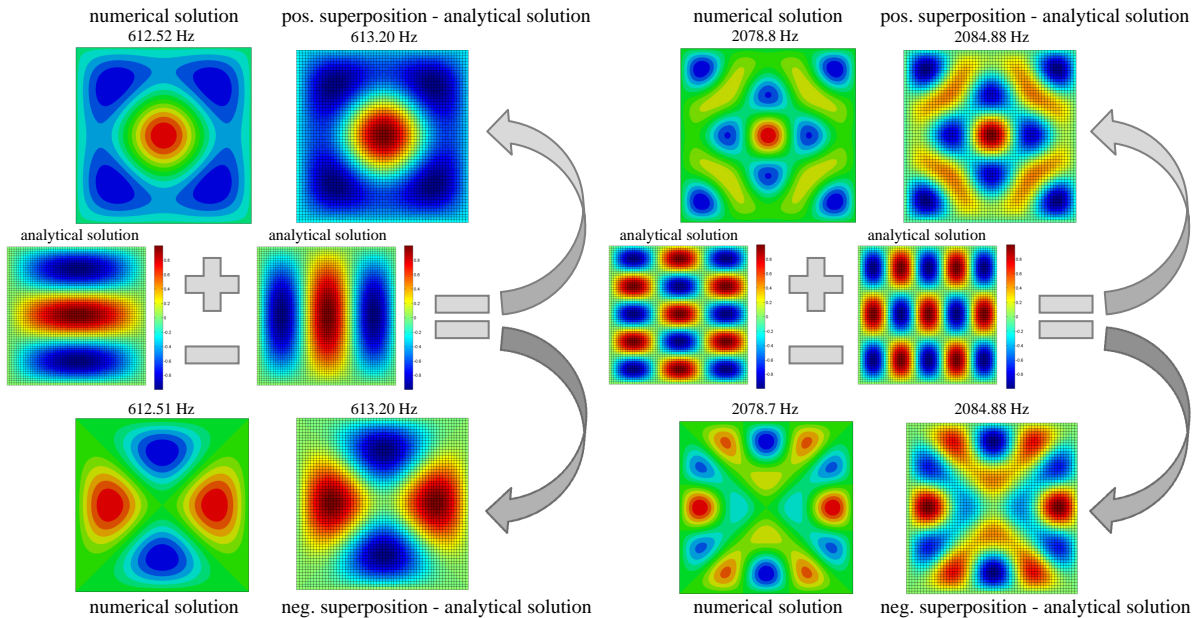 numerical solution
pos. superposition - analytical solution
numerical solution
pos. superposition - analytical solution
612.52 Hz
613.20 Hz
2078.8 Hz
2084.88 Hz
analytical solution
analytical solution
analytical solution
analytical solution
612.51 Hz
613.20 Hz
2078.7 Hz
2084.88 Hz
numerical solution
neg. superposition - analytical solution
numerical solution
neg. superposition - analytical solution